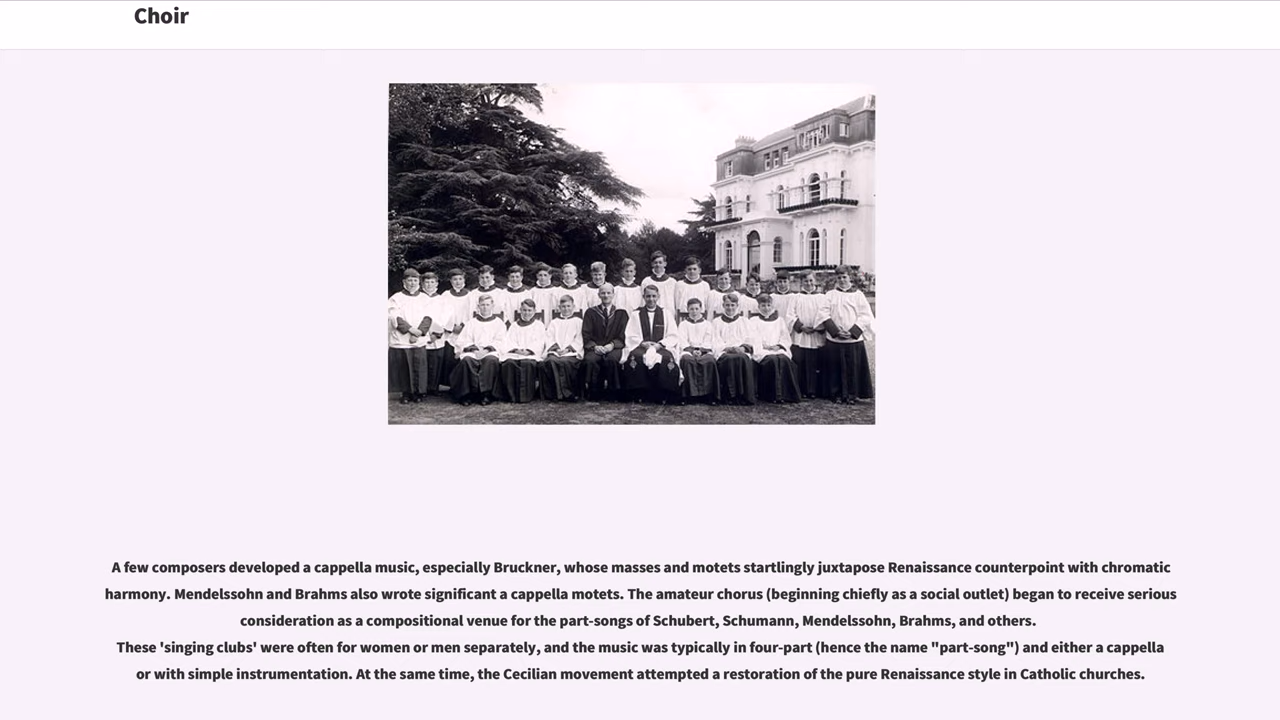 Choir
A few composers developed a cappella music, especially Bruckner, whose masses and motets startlingly juxtapose Renaissance counterpoint with chromatic
harmony. Mendelssohn and Brahms also wrote significant a cappella motets. The amateur chorus (beginning chiefly as a social outlet) began to receive serious
consideration as a compositional venue for the part-songs of Schubert, Schumann, Mendelssohn, Brahms, and others.
These 'singing clubs' were often for women or men separately, and the music was typically in four-part (hence the name "part-song") and either a cappella
or with simple instrumentation. At the same time, the Cecilian movement attempted a restoration of the pure Renaissance style in Catholic churches.